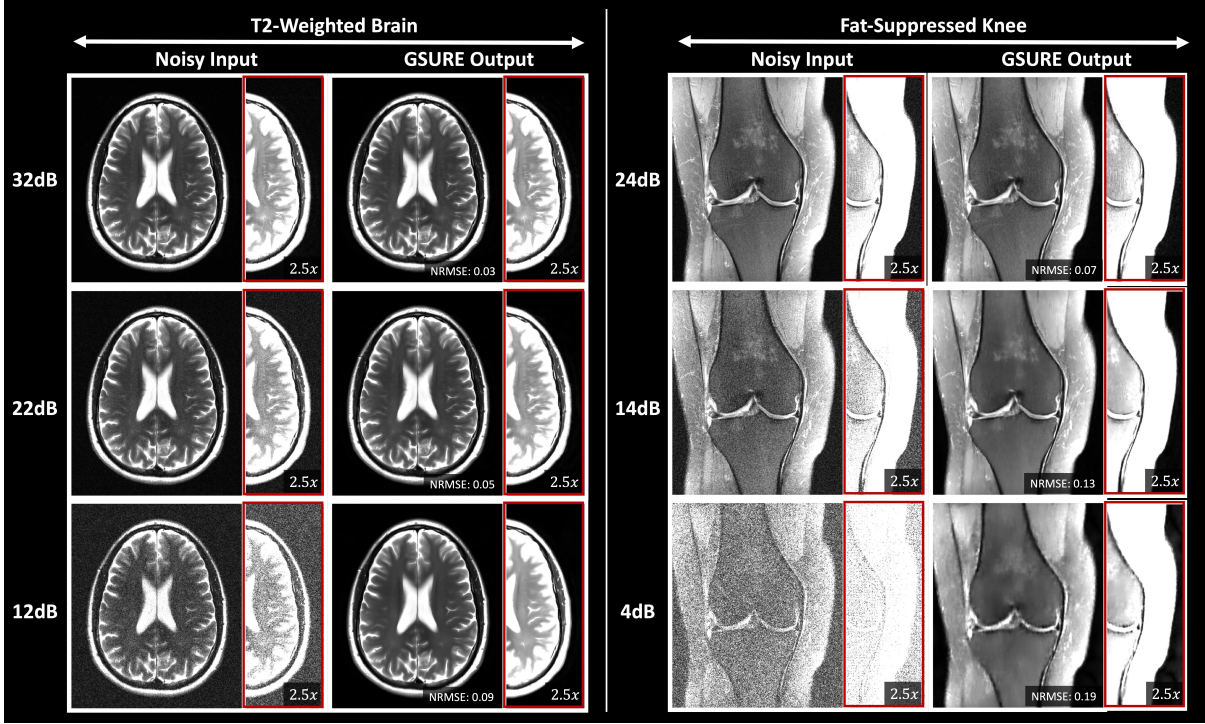 T2-Weighted Brain
Noisy Input
GSURE Output
32dB
2.5x
NRMSE: 0.03
2.5x
22dB
2.5x
NRMSE: 0.05
2.5x
12dB
2.5x
NRMSE: 0.09
2.5x
Fat-Suppressed Knee
Noisy Input
GSURE Output
24dB
2.5x
NRMSE: 0.07
2.5x
14dB
2.5x
NRMSE: 0.13
2.5x
4dB
2.5x
NRMSE: 0.19
2.5x